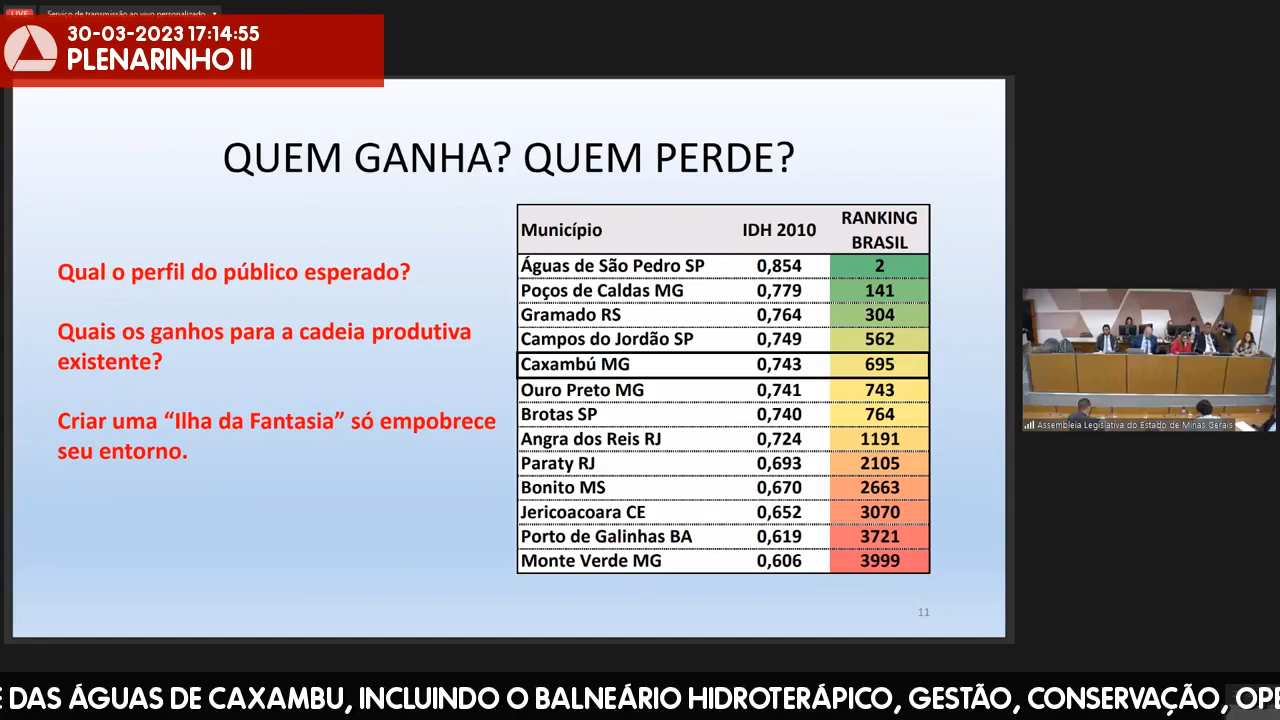 LIVE
Serviço de transmissão ao vivo personalizado
30-03-2023 17:14:55
PLENARINHO II
QUEM GANHA? QUEM PERDE?
Qual o perfil do público esperado?
Quais os ganhos para a cadeia produtiva
existente?
Criar uma “Ilha da Fantasia” só empobrece
seu entorno.
Município IDH 2010 RANKING BRASIL
Águas de São Pedro SP 0,854 2
Poços de Caldas MG 0,779 141
Gramado RS 0,764 304
Campos do Jordão SP 0,749 562
Caxambú MG 0,743 695
Ouro Preto MG 0,741 743
Brotas SP 0,740 764
Angra dos Reis RJ 0,724 1191
Paraty RJ 0,693 2105
Bonito MS 0,670 2663
Jericoacoara CE 0,652 3070
Porto de Galinhas BA 0,619 3721
Monte Verde MG 0,606 3999
11
Assembleia Legislativa do Estado de Minas Gerais
E DAS ÁGUAS DE CAXAMBU, INCLUINDO O BALNEÁRIO HIDROTERÁPICO, GESTÃO, CONSERVAÇÃO, OPE